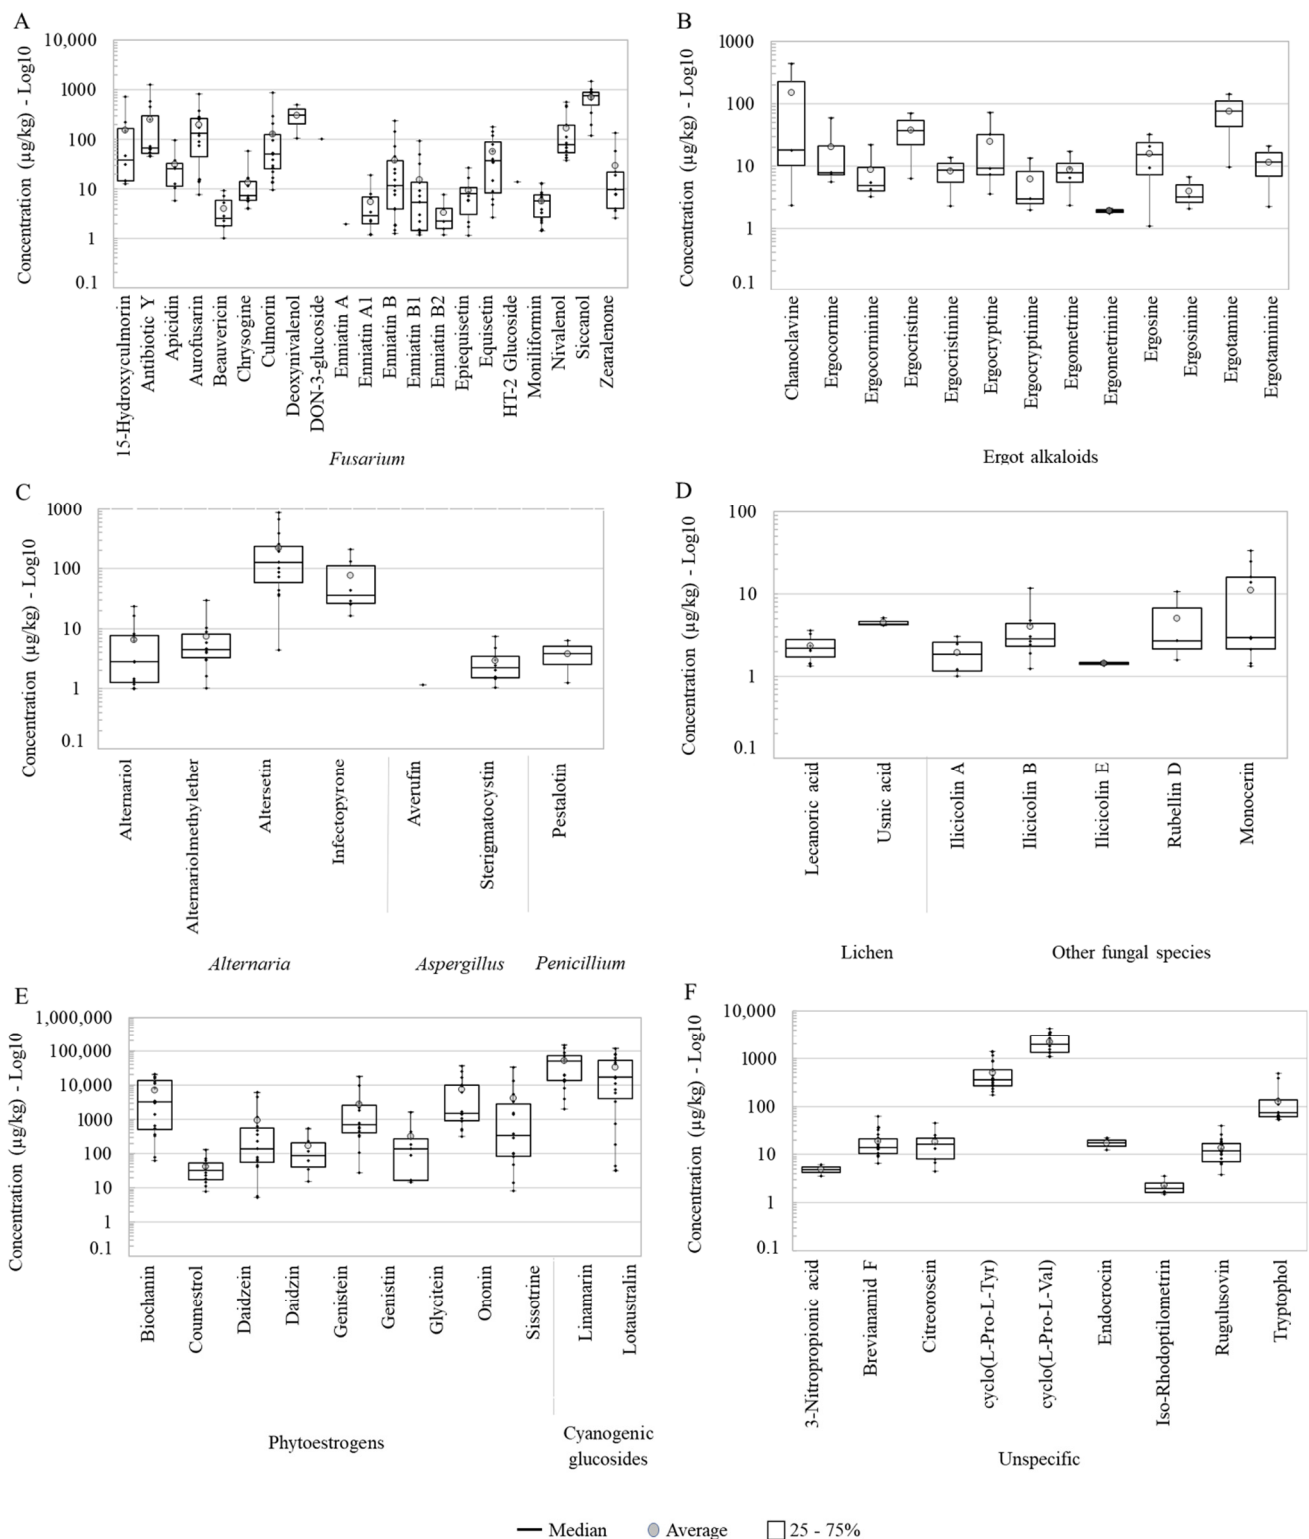 A
Concentration (µg/kg) - Log10
10,000
1000
100
10
1
0.1
15-Hydroxyculmorin
Antibiotic Y
Apicidin
Aurofusarin
Beauvericin
Chrysogine
Culmorin
Deoxynivalenol
DON-3-glucoside
Enniatin A
Enniatin A1
Enniatin B
Enniatin B1
Enniatin B2
Epiequisetin
Equisetin
HT-2 Glucoside
Moniliformin
Nivalenol
Siccanol
Zearalenone
Fusarium
B
Concentration (µg/kg) - Log10
1000
100
10
1
0.1
Chanoclavine
Ergocornine
Ergocorninine
Ergocristine
Ergocristinine
Ergocryptine
Ergocryptinine
Ergometrine
Ergometrinine
Ergosine
Ergosinine
Ergotamine
Ergotaminine
Ergot alkaloids
C
Concentration (µg/kg) - Log10
1000
100
10
1
0.1
Alternariol
Alternariolmethylether
Altersetin
Infectopyrone
Averufin
Sterigmatocystin
Pestalotin
Alternaria
Aspergillus
Penicillium
D
Concentration (µg/kg) - Log10
100
10
1
0.1
Lecanoric acid
Usnic acid
Ilicicolin A
Ilicicolin B
Ilicicolin E
Rubellin D
Monocerin
Lichen
Other fungal species
E
Concentration (µg/kg) - Log10
1,000,000
100,000
10,000
1000
100
10
1
0.1
Biochanin
Coumestrol
Daidzein
Daidzin
Genistein
Genistin
Glycitein
Ononin
Sissotrine
Linamarin
Lotaustralin
Phytoestrogens
Cyanogenic
glucosides
F
Concentration (µg/kg) - Log10
10,000
1000
100
10
1
0.1
3-Nitropropionic acid
Brevianamid F
Citreorosein
cyclo(L-Pro-L-Tyr)
cyclo(L-Pro-L-Val)
Endocrocin
Iso-Rhodoptilometrin
Rugulusovin
Tryptophol
Unspecific
Median
Average
25 - 75%